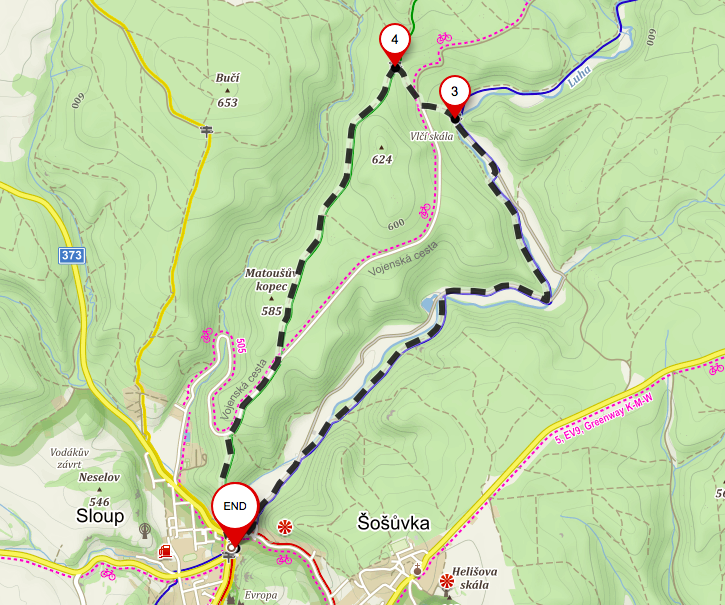 4
3
600
Bučí
653
600
Luha
Vlčí skála
624
600
373
Vojenská cesta
Matoušův
kopec
585
505
Vojenská cesta
5, EV9, Greenway K-M-W
Vodákův
závrt
Neselov
546
END
Sloup
Šošůvka
Helišova
skála
Evropa